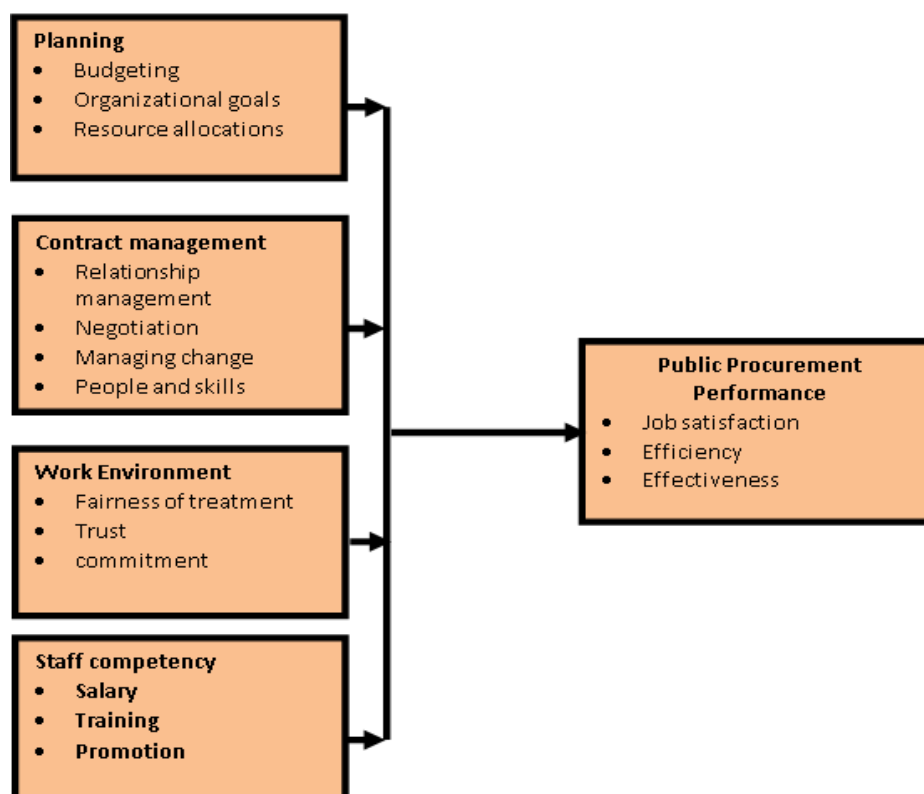 Planning
• Budgeting
• Organizational goals
• Resource allocations
Contract management
• Relationship
management
• Negotiation
• Managing change
• People and skills
Work Environment
• Fairness of treatment
• Trust
• commitment
Staff competency
• Salary
• Training
• Promotion
Public Procurement
Performance
• Job satisfaction
• Efficiency
• Effectiveness